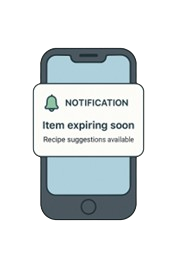 NOTIFICATION
Item expiring soon
Recipe suggestions available